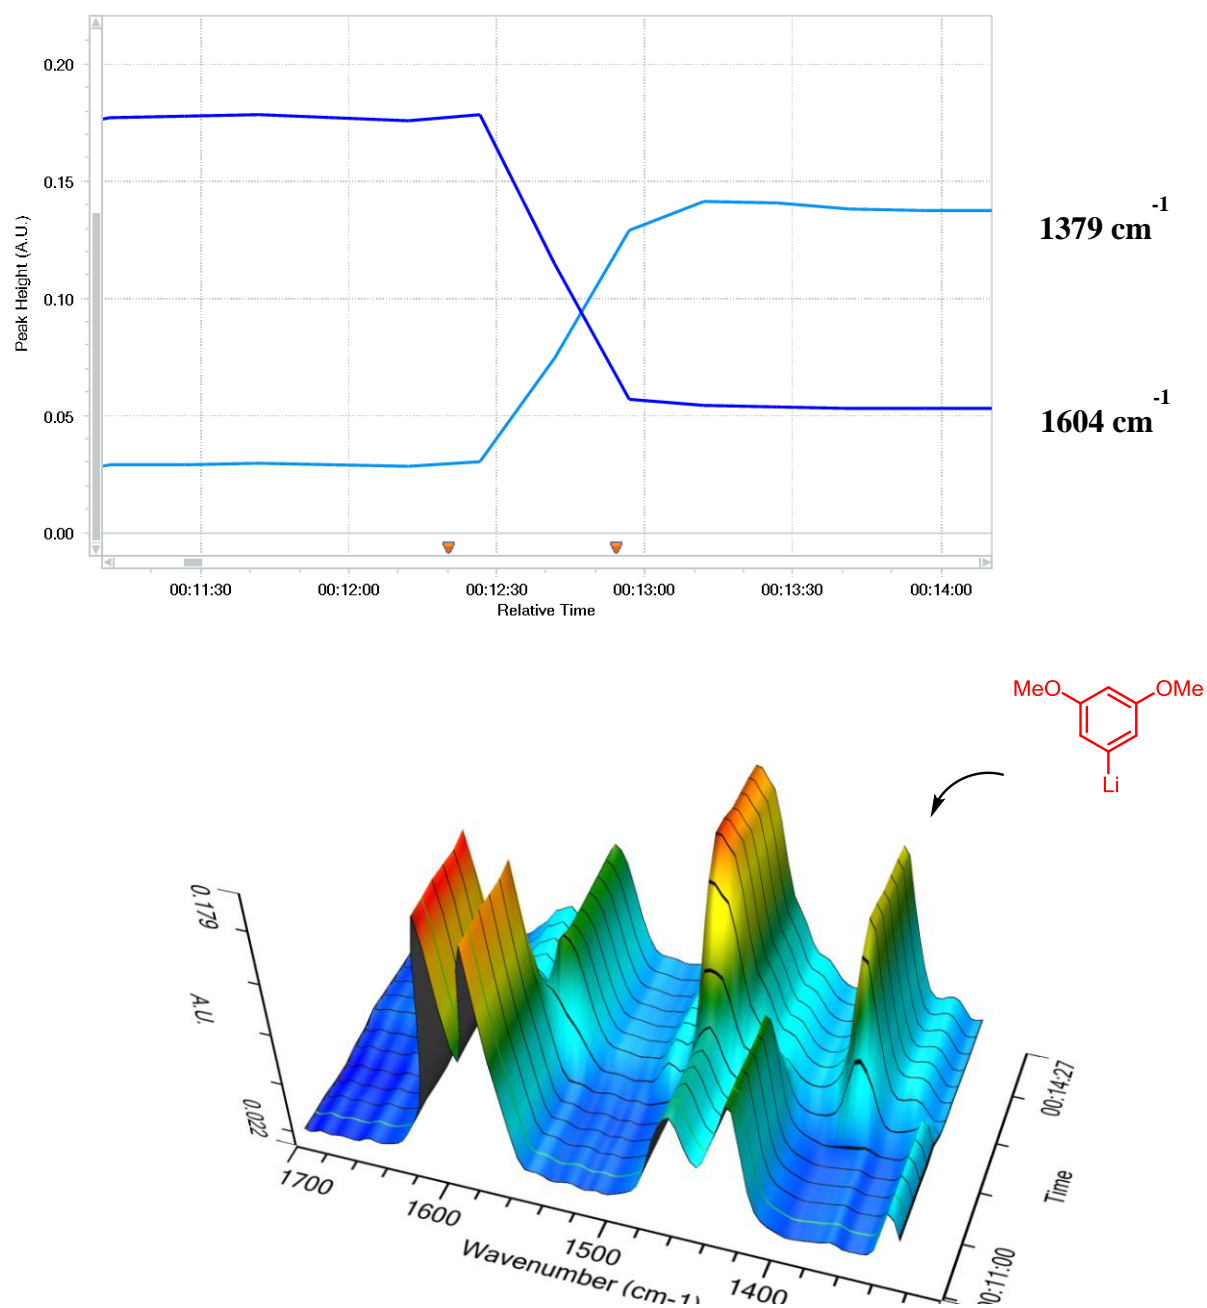 0.20
0.15
0.10
0.05
0.00
Peak Height (A.U.)
00:11:30 00:12:00 00:12:30 00:13:00 00:13:30 00:14:00
Relative Time
1379 cm-1
1604 cm-1
MeO OMe
Li
0.179
A.U.
0.022
1700
1600
1500
1400
Wavenumber (cm-1)
00:14:27
Time
00:11:00